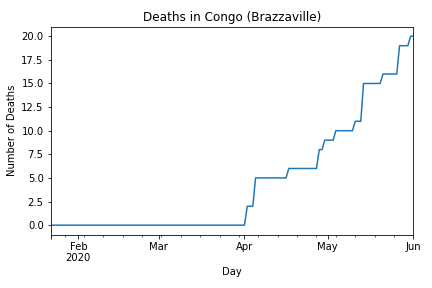 Deaths in Congo (Brazzaville)
20.0
17.5
15.0
12.5
10.0
7.5
5.0
2.5
0.0
Number of Deaths
Feb Mar Apr May Jun
2020
Day